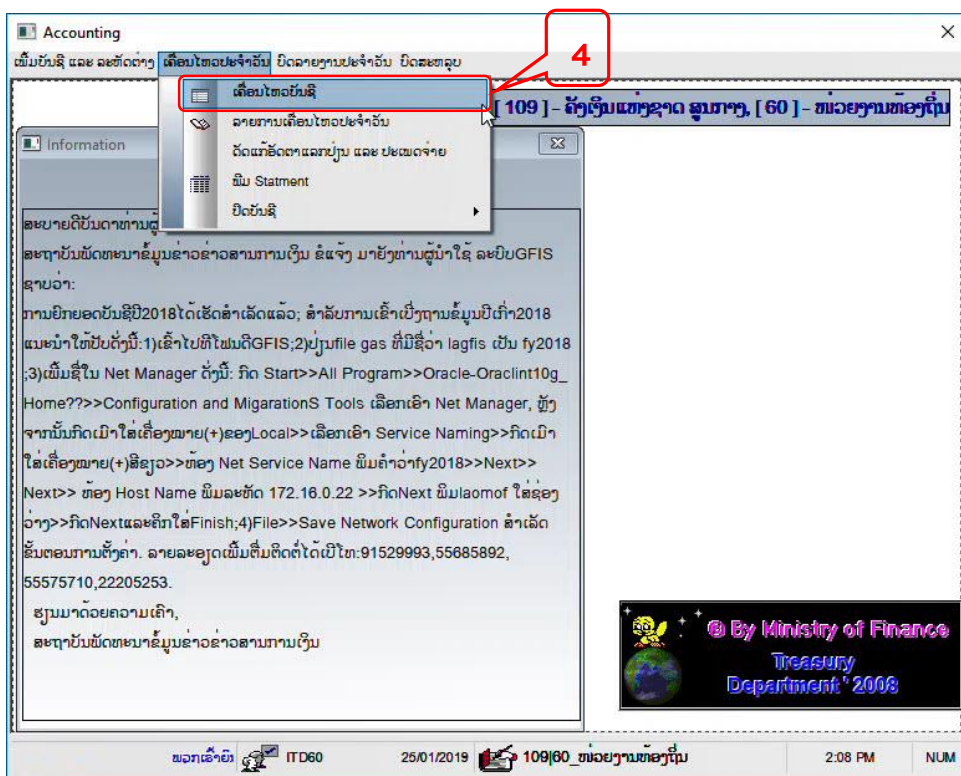 Accounting
ເພີ່ມບັນຊີ ແລະ ລະຫັດຕ່າງໆ ເຄື່ອນໄຫວປະຈຳວັນ ບົດລາຍງານປະຈຳວັນ ບົດສະຫລຸບ
4
ເຄື່ອນໄຫວບັນຊີ
ລາຍການເຄື່ອນໄຫວປະຈຳວັນ
ດັດແກ້ອັດຕາແລກປ່ຽນ ແລະ ປະເພດຈ່າຍ
ພິມ Statment
ປິດບັນຊີ
[ 109 ] - ຄັງເງິນແຫ່ງຊາດ ສູນກາງ, [ 60 ] - ໜ່ວຍງານທ້ອງຖິ່ນ
Information
ສະບາຍດີບັນດາທ່ານຜູ້
ສະຖາບັນພັດທະນາຂໍ້ມູນຂ່າວຂ່າວສານການເງິນ ຂໍແຈ້ງ ມາຍັງທ່ານຜູ້ນຳໃຊ້ ລະບົບGFIS
ຊາບວ່າ:
ການຍົກຍອດບັນຊີປີ2018ໄດ້ເຮັດສຳເລັດແລ້ວ; ສຳລັບການເຂົ້າເບິ່ງຖານຂໍ້ມູນປີເກົ່າ2018
ແນະນຳໃຫ້ປັບດັ່ງນີ້:1)ເຂົ້າໄປທີ່ໂຟນດີGFIS;2)ປ່ຽນfile gas ທີ່ມີຊື່ວ່າ lagfis ເປັນ fy2018
;3)ເພີ່ມຊື່ໃນ Net Manager ດັ່ງນີ້: ກົດ Start>>All Program>>Oracle-Oraclint10g_
Home??>>Configuration and MigarationS Tools ເລືອກເອົາ Net Manager, ຫຼັງ
ຈາກນັ້ນກົດເມົາໃສ່ເຄື່ອງໝາຍ(+)ຂອງLocal>>ເລືອກເອົາ Service Naming>>ກົດເມົາ
ໃສ່ເຄື່ອງໝາຍ(+)ສີຂຽວ>>ຫ້ອງ Net Service Name ພິມຄຳວ່າfy2018>>Next>>
Next>> ຫ້ອງ Host Name ພິມລະຫັດ 172.16.0.22 >>ກົດNext ພິມlaomof ໃສ່ຊ່ອງ
ວ່າງ>>ກົດNextແລະຄິກໃສ່Finish;4)File>>Save Network Configuration ສຳເລັດ
ຂັ້ນຕອນການຕັ້ງຄ່າ. ລາຍລະອຽດເພີ່ມຕື່ມຕິດຕໍ່ໄດ້ເບີໂທ:91529993,55685892,
55575710,22205253.
ຮຽນມາດ້ວຍຄວາມເຄົາ,
ສະຖາບັນພັດທະນາຂໍ້ມູນຂ່າວຂ່າວສານການເງິນ
® By Ministry of Finance
Treasury
Department ' 2008
ITD60 25/01/2019 109|60_ໜ່ວຍງານທ້ອງຖິ່ນ 2:08 PM NUM